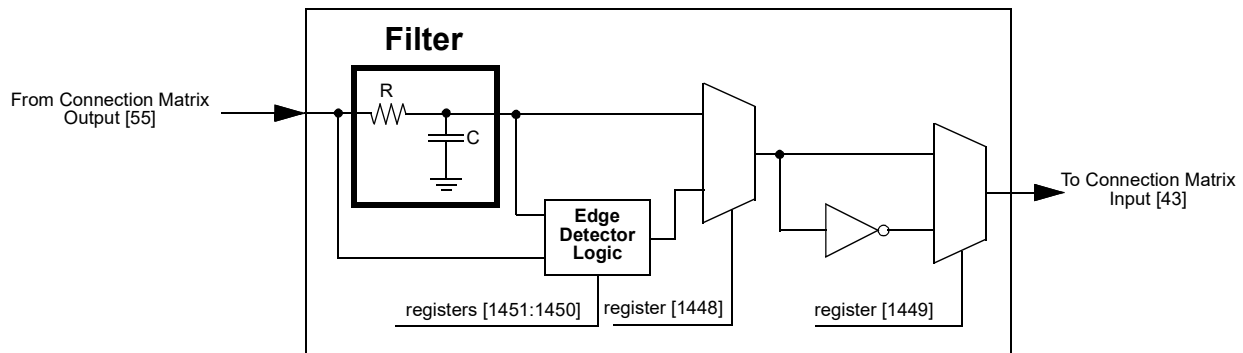 Filter
R
From Connection Matrix
Output [55]
C
To Connection Matrix
Input [43]
Edge
Detector
Logic
registers [1451:1450]
register [1448]
register [1449]